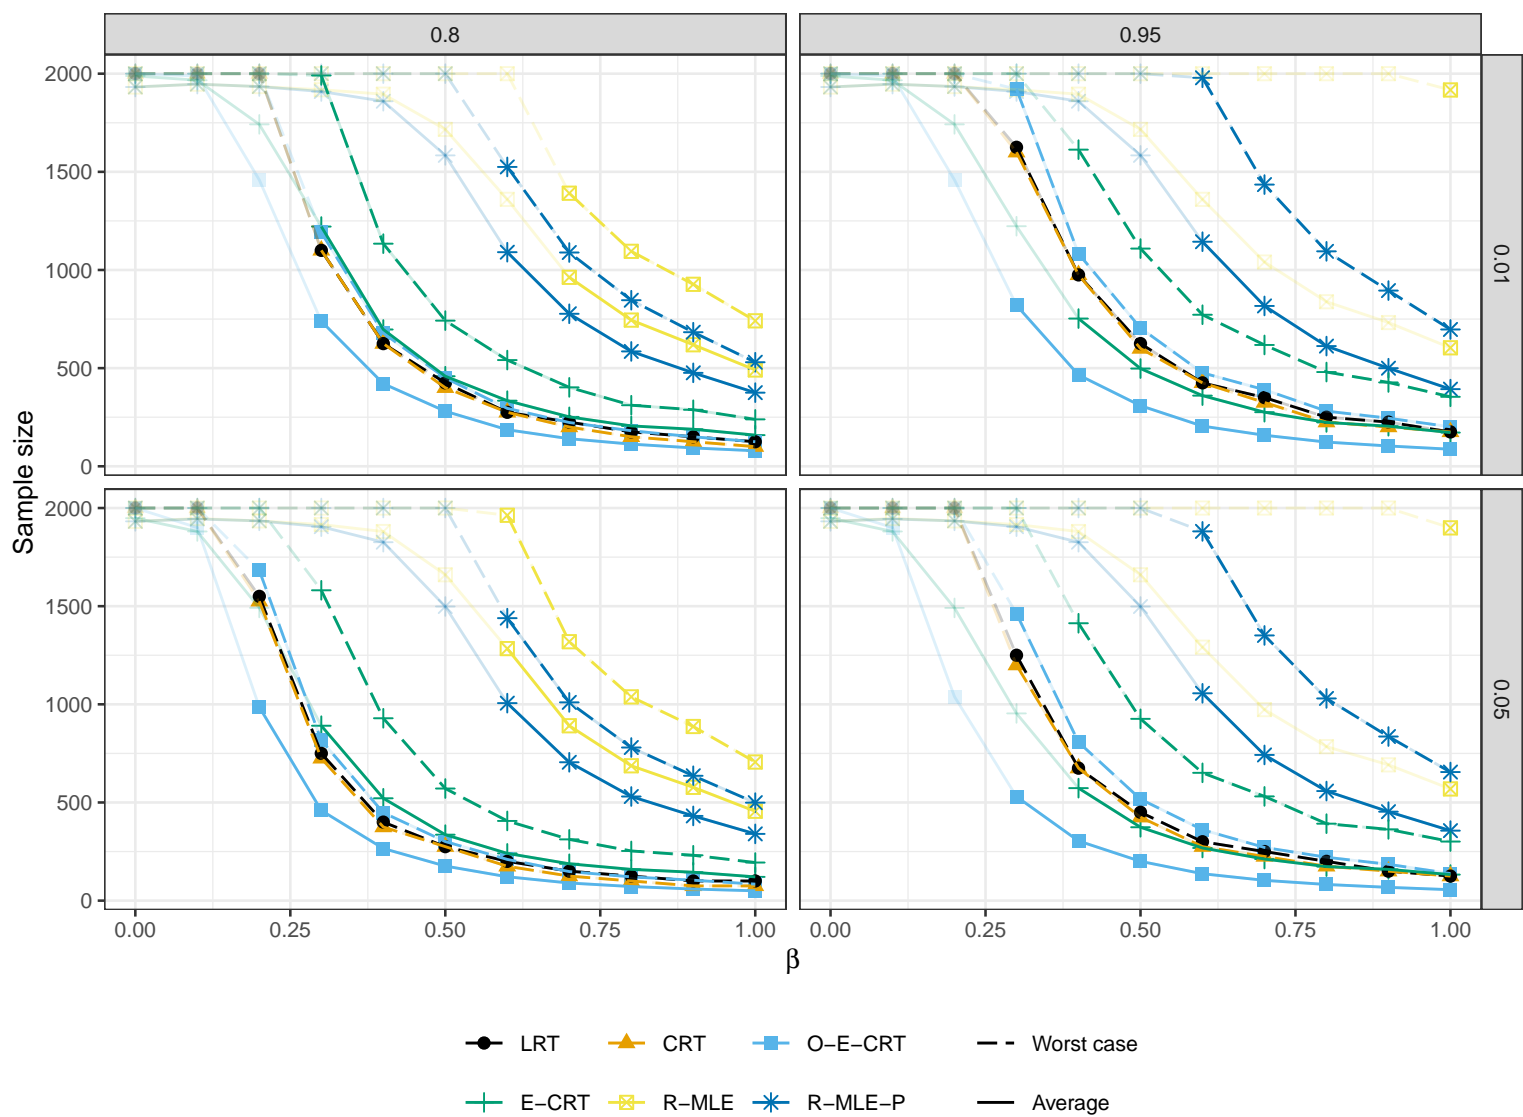 0.8 0.95
2000
1500
1000
500
0
0.01
2000
1500
1000
500
0
0.05
Sample size
0.00 0.25 0.50 0.75 1.00 0.00 0.25 0.50 0.75 1.00
β
LRT CRT O−E−CRT Worst case
E−CRT R−MLE R−MLE−P Average